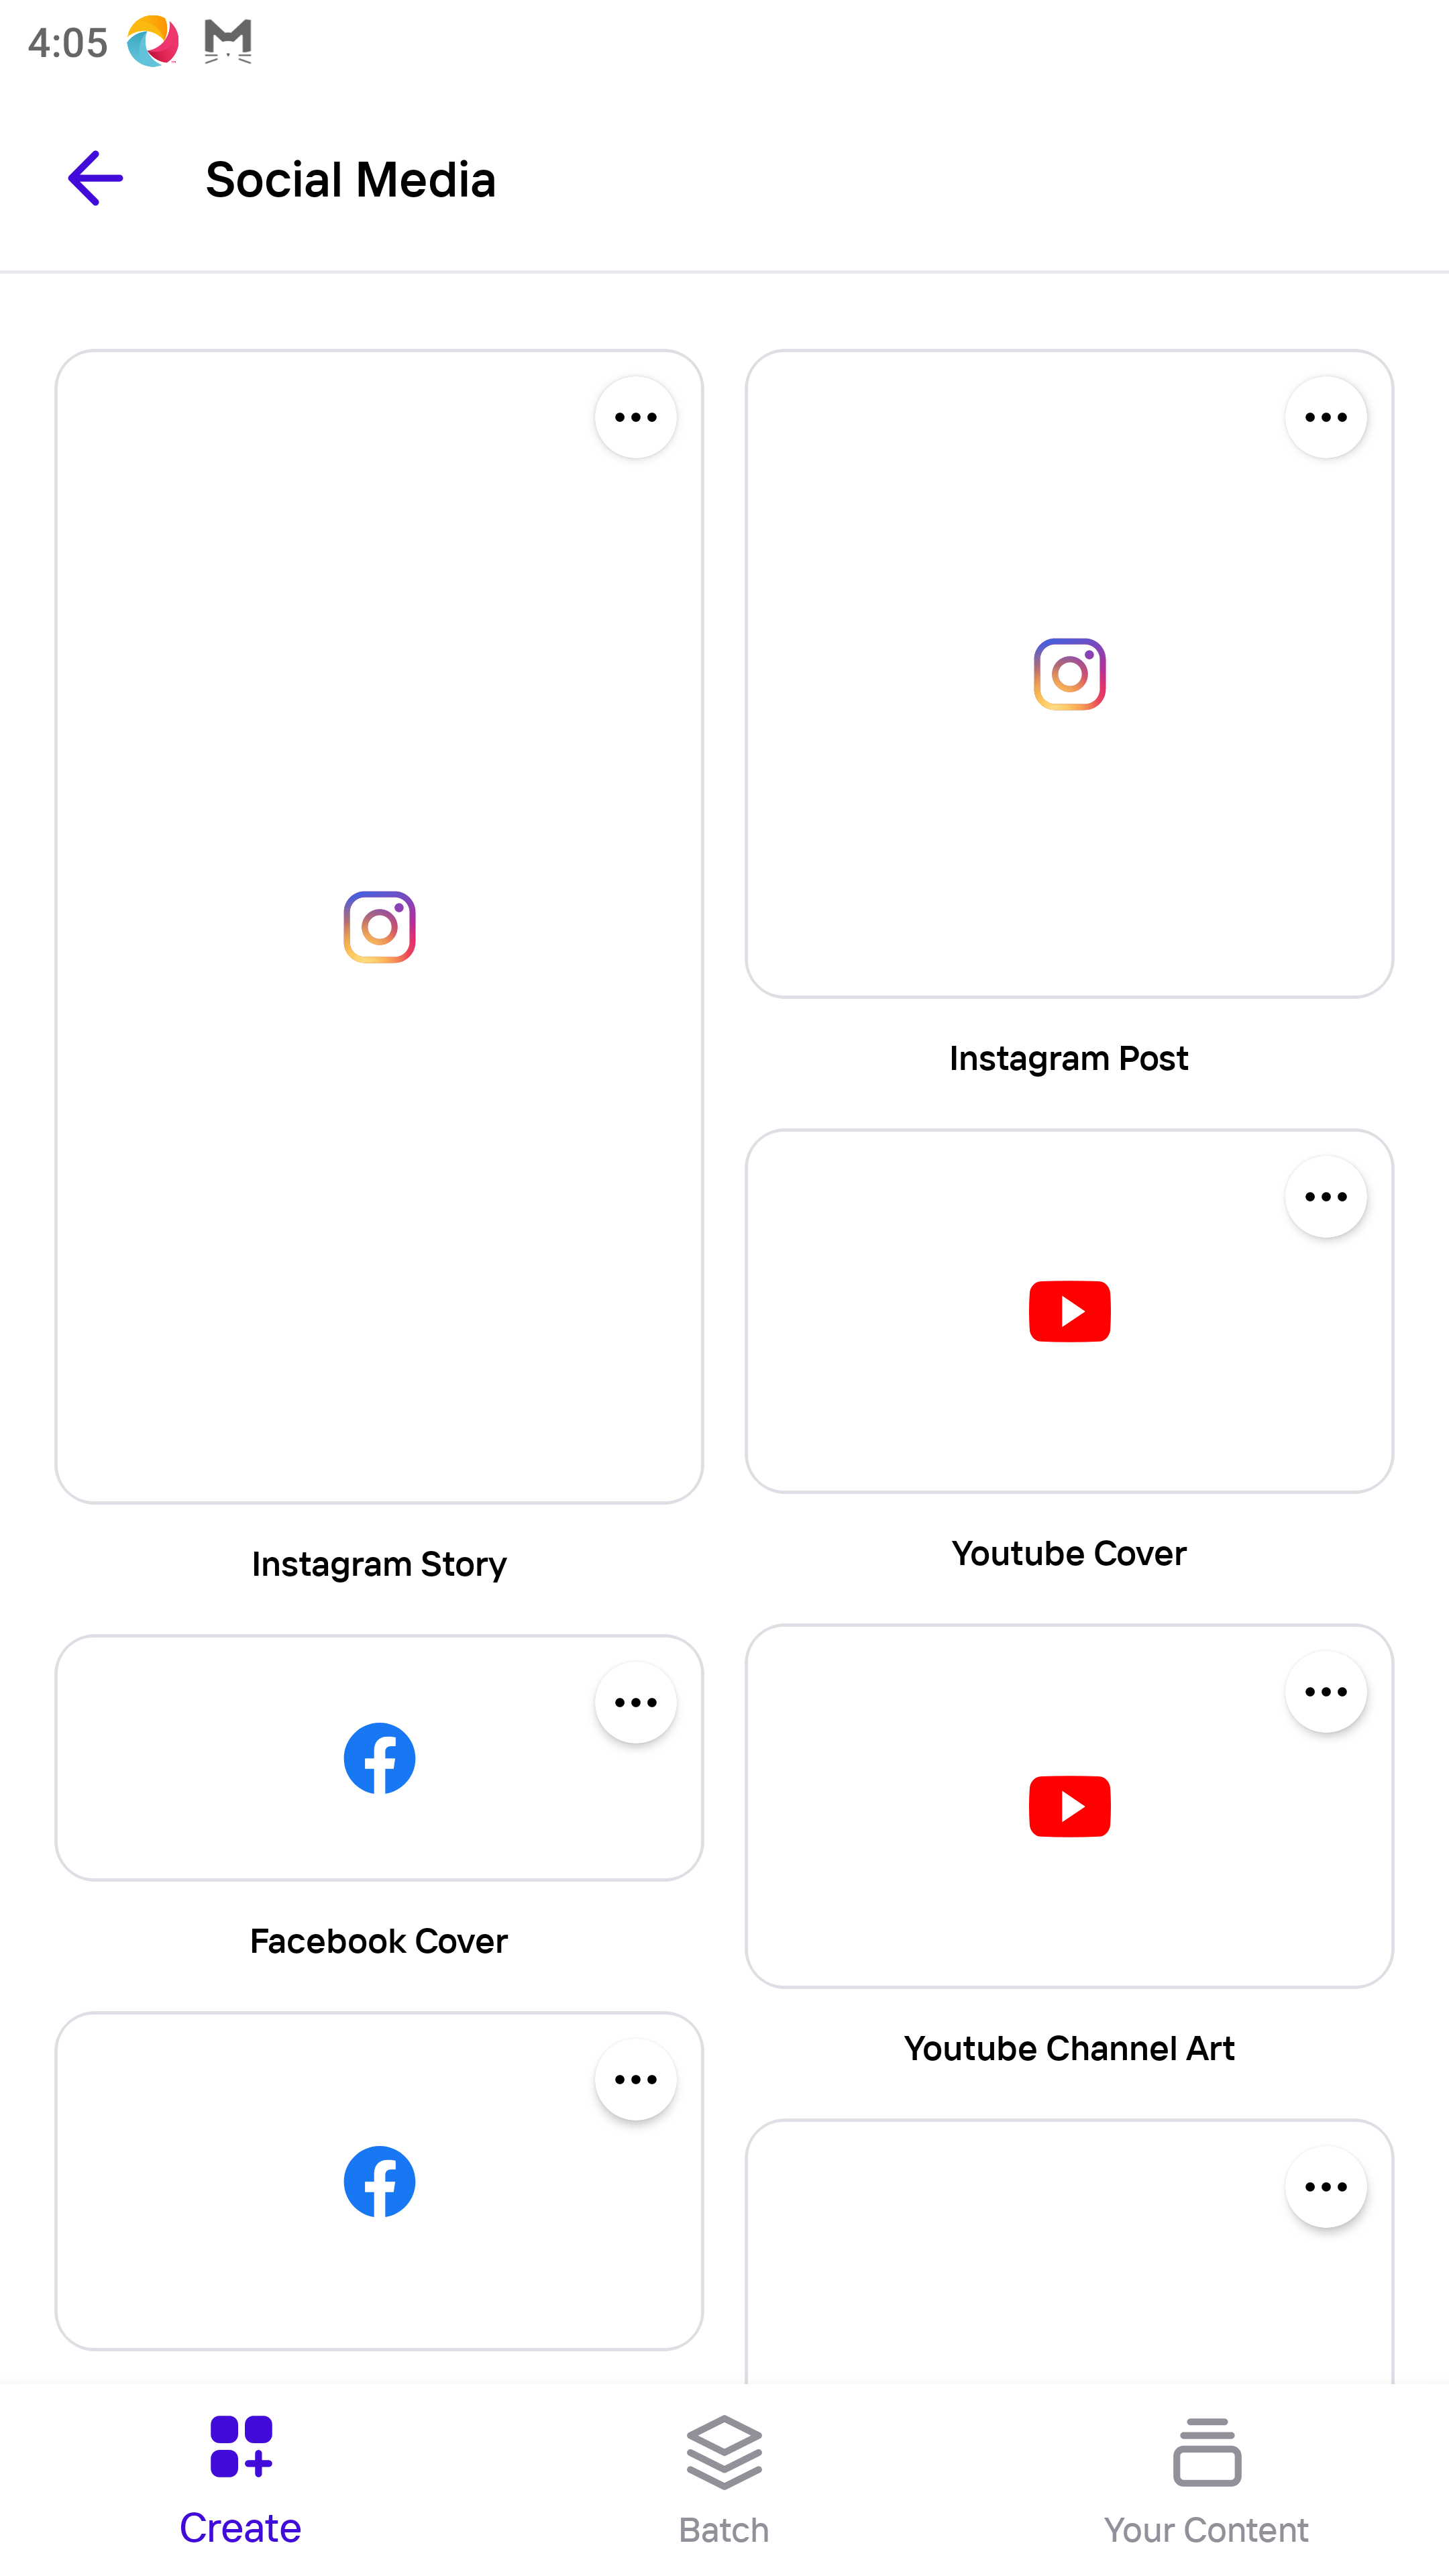 4:05
Social Media
Instagram Post
Instagram Story
Youtube Cover
Facebook Cover
Youtube Channel Art
Create
Batch
Your Content